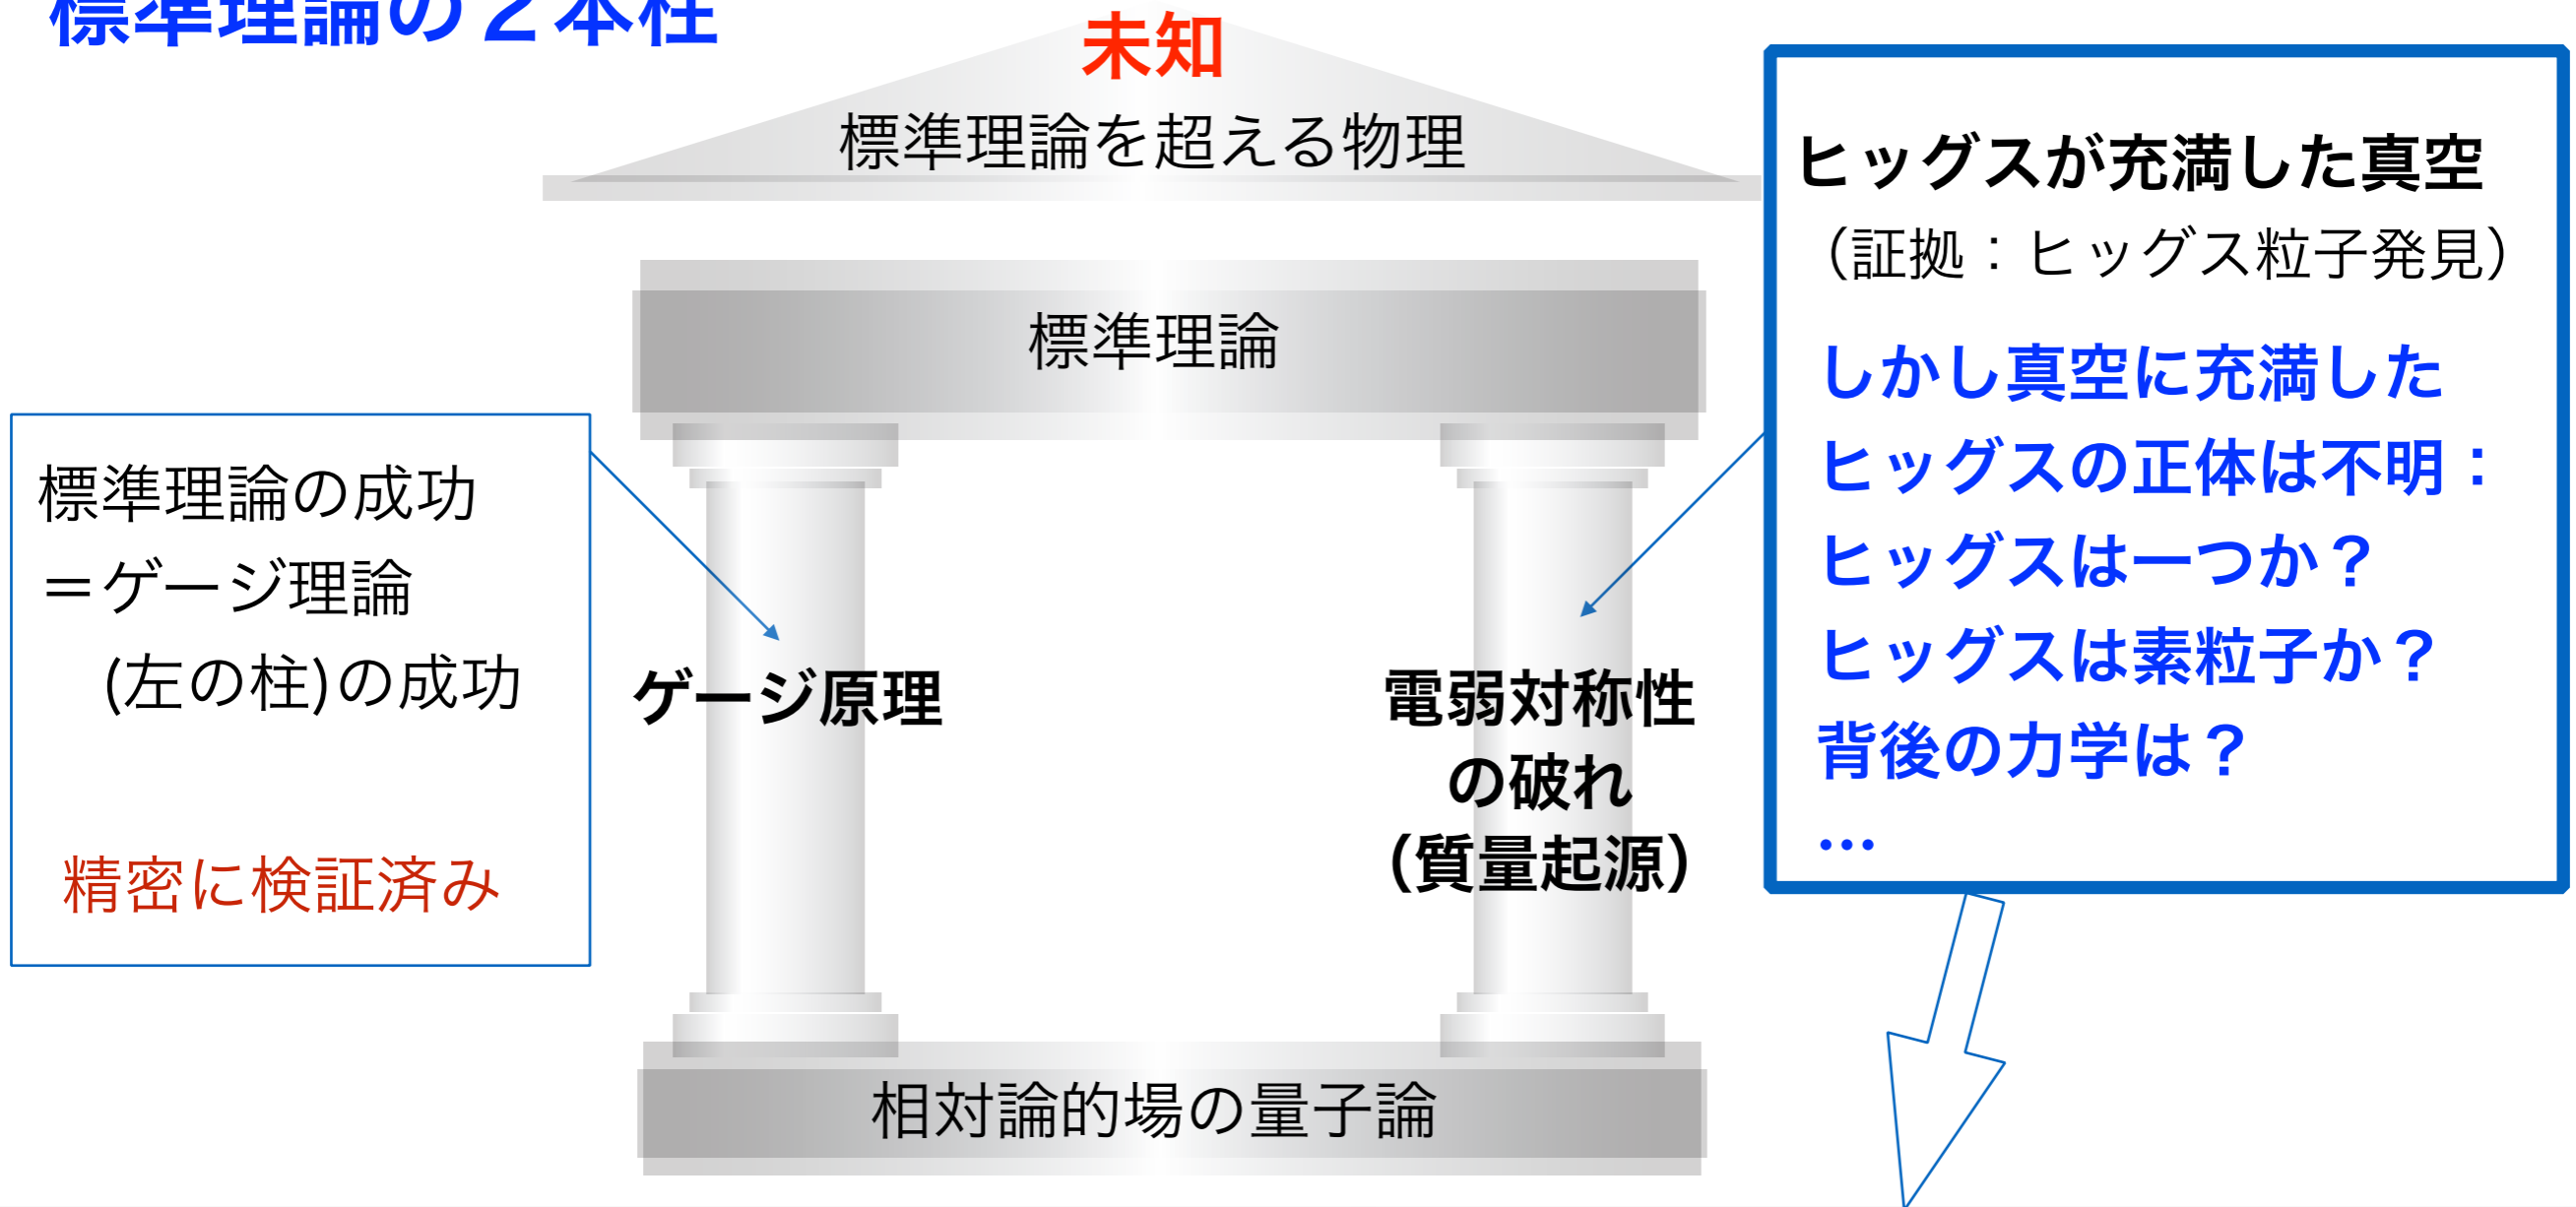 標準理論の２本柱
未知
標準理論を超える物理
標準理論
標準理論の成功
＝ゲージ理論
(左の柱)の成功
精密に検証済み
ゲージ原理
電弱対称性
の破れ
（質量起源）
相対論的場の量子論
ヒッグスが充満した真空
（証拠：ヒッグス粒子発見）
しかし真空に充満した
ヒッグスの正体は不明：
ヒッグスは一つか？
ヒッグスは素粒子か？
背後の力学は？
…